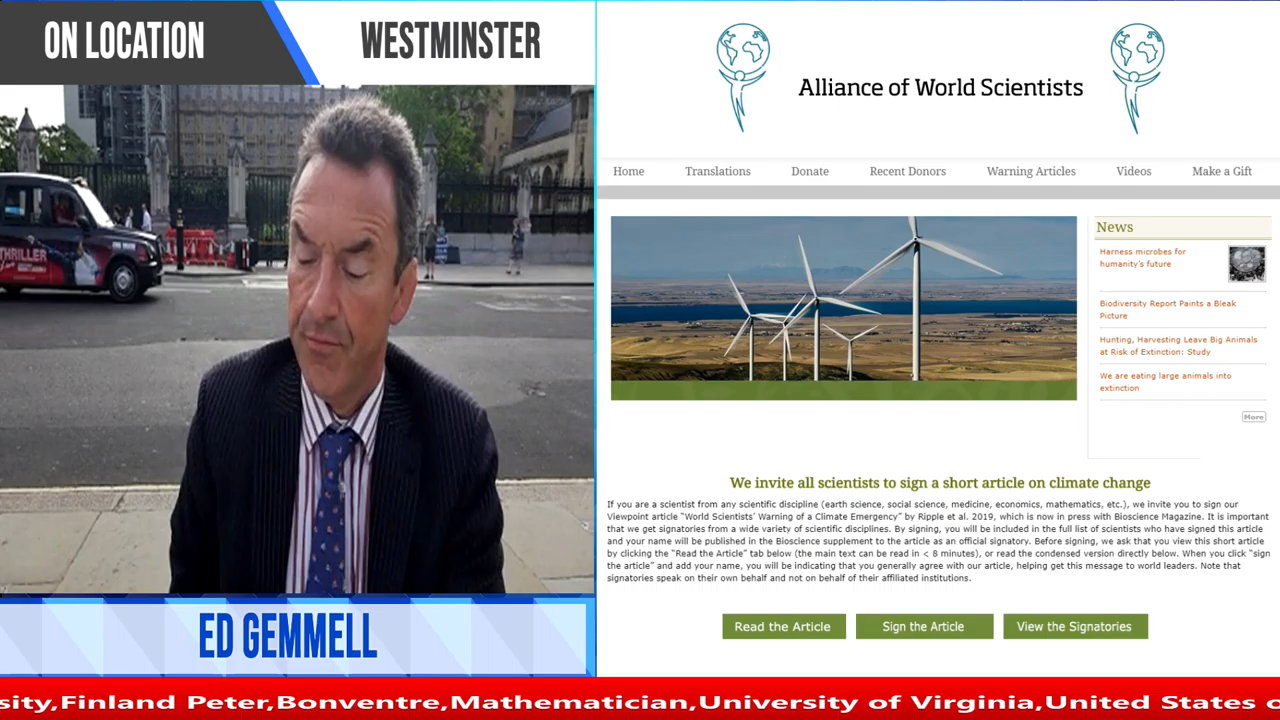 ON LOCATION
WESTMINSTER
THRILLER
ED GEMMELL
Alliance of World Scientists
Home Translations Donate Recent Donors Warning Articles Videos Make a Gift
News
Harness microbes for
humanity's future
Biodiversity Report Paints a Bleak
Picture
Hunting, Harvesting Leave Big Animals
at Risk of Extinction: Study
We are eating large animals into
extinction
More
We invite all scientists to sign a short article on climate change
If you are a scientist from any scientific discipline (earth science, social science, medicine, economics, mathematics, etc.), we invite you to sign our
Viewpoint article "World Scientists' Warning of a Climate Emergency" by Ripple et al. 2019, which is now in press with Bioscience Magazine. It is important
that we get signatories from a wide variety of scientific disciplines. By signing, you will be included in the full list of scientists who have signed this article
and your name will be published in the Bioscience supplement to the article as an official signatory. Before signing, we ask that you view this short article
by clicking the "Read the Article" tab below (the main text can be read in < 8 minutes), or read the condensed version directly below. When you click "sign
the article" and add your name, you will be indicating that you generally agree with our article, helping get this message to world leaders. Note that
signatories speak on their own behalf and not on behalf of their affiliated institutions.
Read the Article Sign the Article View the Signatories
sity,Finland Peter,Bonventre,Mathematician,University of Virginia,United States o